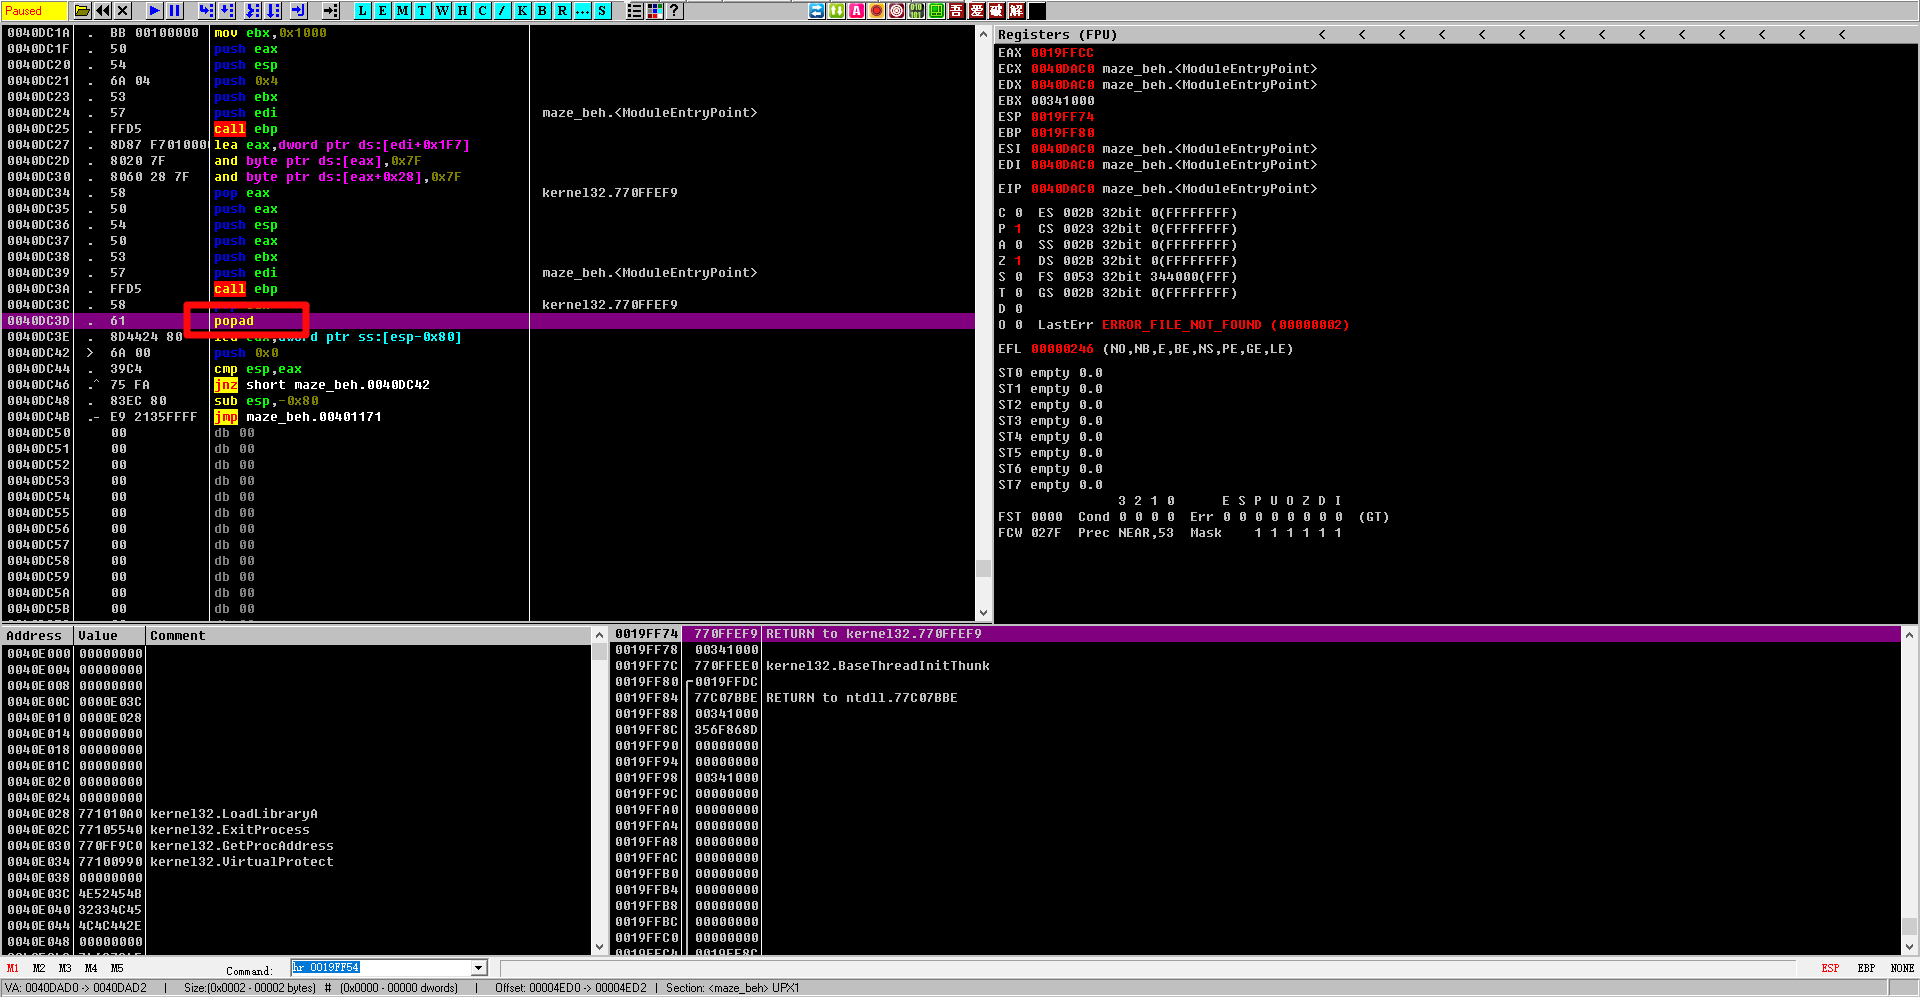 Paused L E M T W H C / K B R ... S ?
0040DC1A . BB 00100000 mov ebx,0x1000
0040DC1F . 50 push eax
0040DC20 . 54 push esp
0040DC21 . 6A 04 push 0x4
0040DC23 . 53 push ebx
0040DC24 . 57 push edi maze_beh.<ModuleEntryPoint>
0040DC25 . FFD5 call ebp
0040DC27 . 8D87 F7010000 lea eax,dword ptr ds:[edi+0x1F7]
0040DC2D . 8020 7F and byte ptr ds:[eax],0x7F
0040DC30 . 8060 28 7F and byte ptr ds:[eax+0x28],0x7F
0040DC34 . 58 pop eax kernel32.770FFEF9
0040DC35 . 50 push eax
0040DC36 . 54 push esp
0040DC37 . 50 push eax
0040DC38 . 53 push ebx
0040DC39 . 57 push edi maze_beh.<ModuleEntryPoint>
0040DC3A . FFD5 call ebp
0040DC3C . 58 kernel32.770FFEF9
0040DC3D . 61 popad
0040DC3E . 8D4424 80 lea eax,dword ptr ss:[esp-0x80]
0040DC42 > 6A 00 push 0x0
0040DC44 . 39C4 cmp esp,eax
0040DC46 .^ 75 FA jnz short maze_beh.0040DC42
0040DC48 . 83EC 80 sub esp,-0x80
0040DC4B .- E9 2135FFFF jmp maze_beh.00401171
0040DC50 00 db 00
0040DC51 00 db 00
0040DC52 00 db 00
0040DC53 00 db 00
0040DC54 00 db 00
0040DC55 00 db 00
0040DC56 00 db 00
0040DC57 00 db 00
0040DC58 00 db 00
0040DC59 00 db 00
0040DC5A 00 db 00
0040DC5B 00 db 00
Registers (FPU) < < < < < < < < < < < < < <
EAX 0019FFCC
ECX 0040DAC0 maze_beh.<ModuleEntryPoint>
EDX 0040DAC0 maze_beh.<ModuleEntryPoint>
EBX 00341000
ESP 0019FF74
EBP 0019FF80
ESI 0040DAC0 maze_beh.<ModuleEntryPoint>
EDI 0040DAC0 maze_beh.<ModuleEntryPoint>
EIP 0040DAC0 maze_beh.<ModuleEntryPoint>
C 0 ES 002B 32bit 0(FFFFFFFF)
P 1 CS 0023 32bit 0(FFFFFFFF)
A 0 SS 002B 32bit 0(FFFFFFFF)
Z 1 DS 002B 32bit 0(FFFFFFFF)
S 0 FS 0053 32bit 344000(FFF)
T 0 GS 002B 32bit 0(FFFFFFFF)
D 0
O 0 LastErr ERROR_FILE_NOT_FOUND (00000002)
EFL 00000246 (NO,NB,E,BE,NS,PE,GE,LE)
ST0 empty 0.0
ST1 empty 0.0
ST2 empty 0.0
ST3 empty 0.0
ST4 empty 0.0
ST5 empty 0.0
ST6 empty 0.0
ST7 empty 0.0
3 2 1 0 E S P U O Z D I
FST 0000 Cond 0 0 0 0 Err 0 0 0 0 0 0 0 0 (GT)
FCW 027F Prec NEAR,53 Mask 1 1 1 1 1 1
Address Value Comment
0040E000 00000000
0040E004 00000000
0040E008 00000000
0040E00C 0000E03C
0040E010 0000E028
0040E014 00000000
0040E018 00000000
0040E01C 00000000
0040E020 00000000
0040E024 00000000
0040E028 771010A0 kernel32.LoadLibraryA
0040E02C 77105540 kernel32.ExitProcess
0040E030 770FF9C0 kernel32.GetProcAddress
0040E034 77100990 kernel32.VirtualProtect
0040E038 00000000
0040E03C 4E52454B
0040E040 32334C45
0040E044 4C4C442E
0040E048 00000000
0019FF74 770FFEF9 RETURN to kernel32.770FFEF9
0019FF78 00341000
0019FF7C 770FFEE0 kernel32.BaseThreadInitThunk
0019FF80 0019FFDC
0019FF84 77C07BBE RETURN to ntdll.77C07BBE
0019FF88 00341000
0019FF8C 356F868D
0019FF90 00000000
0019FF94 00000000
0019FF98 00341000
0019FF9C 00000000
0019FFA0 00000000
0019FFA4 00000000
0019FFA8 00000000
0019FFAC 00000000
0019FFB0 00000000
0019FFB4 00000000
0019FFB8 00000000
0019FFBC 00000000
0019FFC0 00000000
0019FFC4 0019FF8C
M1 M2 M3 M4 M5 Command: hr 0019FF54 ESP EBP NONE
VA: 0040DAD0 -> 0040DAD2 | Size:(0x0002 - 00002 bytes) # (0x0000 - 00000 dwords) | Offset: 00004ED0 -> 00004ED2 | Section: <maze_beh> UPX1